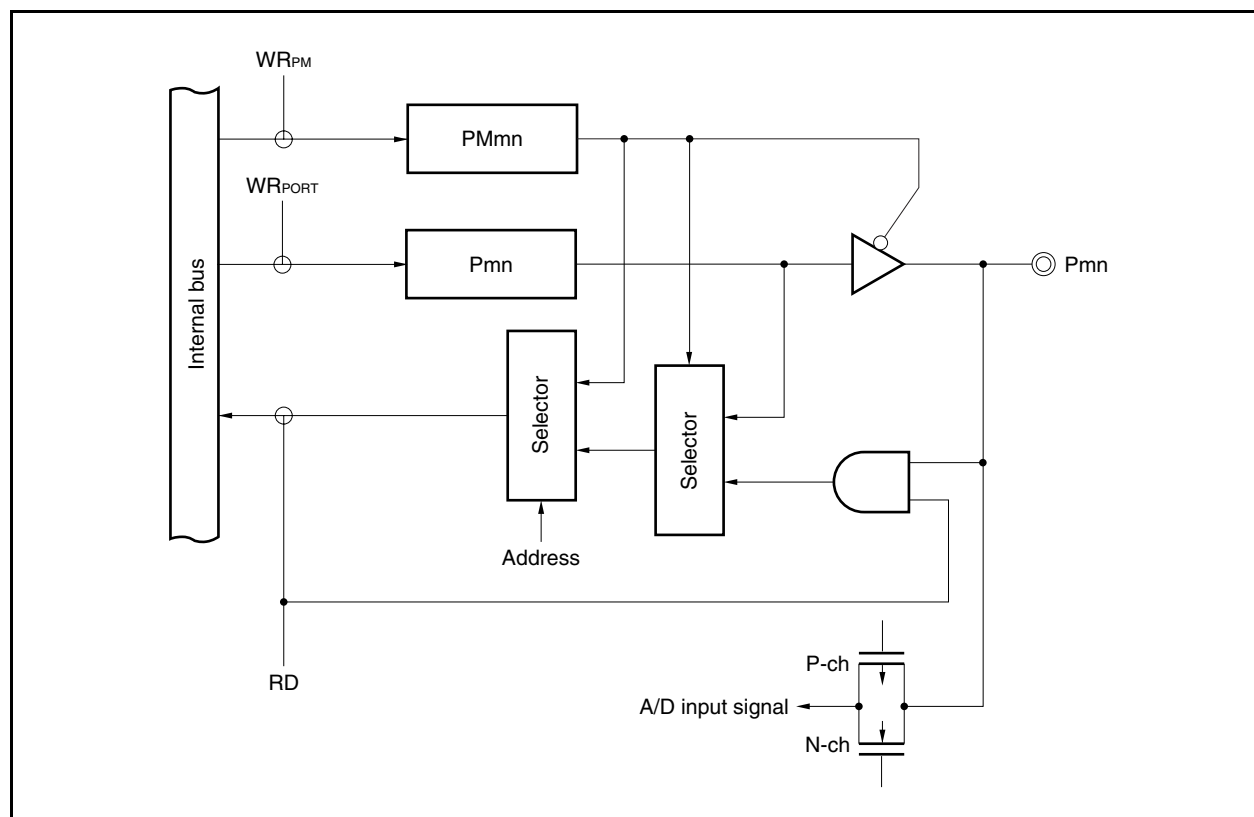 WRPM
PMmn
WRPORT
Pmn
Pmn
Internal bus
Selector
Selector
Address
RD
P-ch
A/D input signal
N-ch